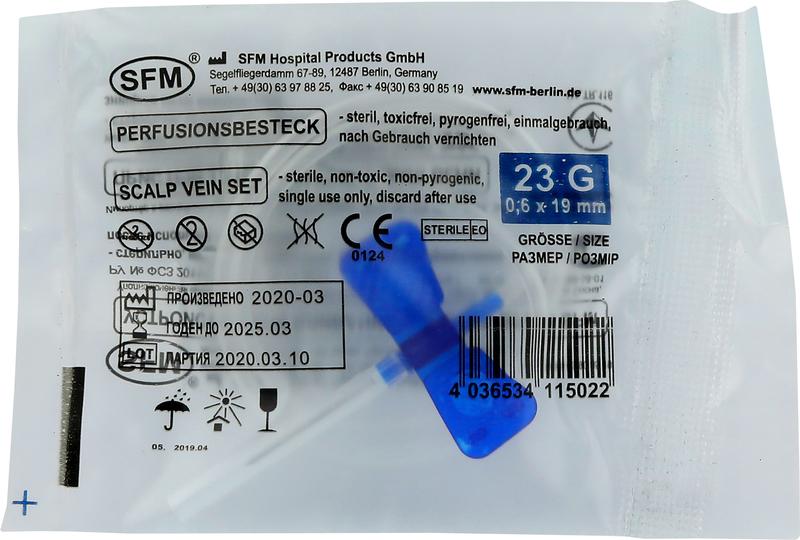 SFM®
SFM Hospital Products GmbH
Segelfliegerdamm 67-89, 12487 Berlin, Germany
Тел. + 49(30) 63 97 88 25, Факс + 49(30) 63 90 85 19 www.sfm-berlin.de
PERFUSIONSBESTECK
- steril, toxicfrei, pyrogenfrei, einmalgebrauch,
nach Gebrauch vernichten
SCALP VEIN SET
- sterile, non-toxic, non-pyrogenic,
single use only, discard after use
23 G
0,6 x 19 mm
2
CE
0124
STERILE EO
GRÖSSE / SIZE
РАЗМЕР / РОЗМІР
ПРОИЗВЕДЕНО 2020-03
ГОДЕН ДО 2025.03
LOT ПАРТИЯ 2020.03.10
4 036534 115022
05. 2019.04